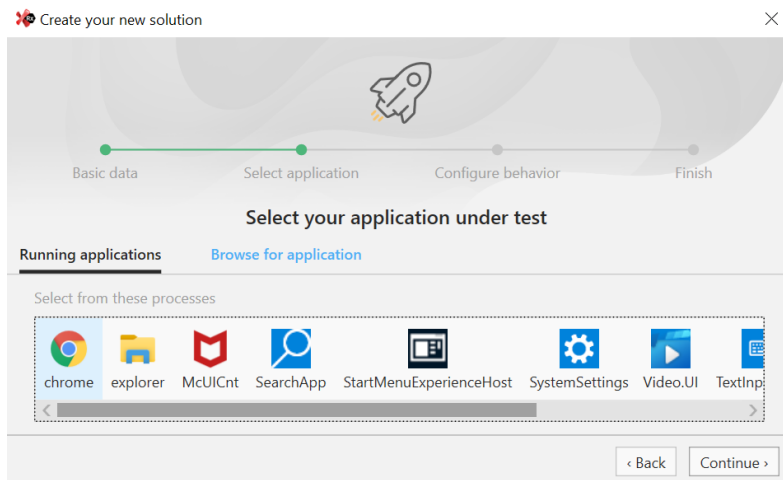 Create your new solution
Basic data
Select application
Configure behavior
Finish
Select your application under test
Running applications
Browse for application
Select from these processes
chrome
explorer
McUICnt
SearchApp
StartMenuExperienceHost
SystemSettings
Video.UI
TextInp
‹ Back
Continue ›